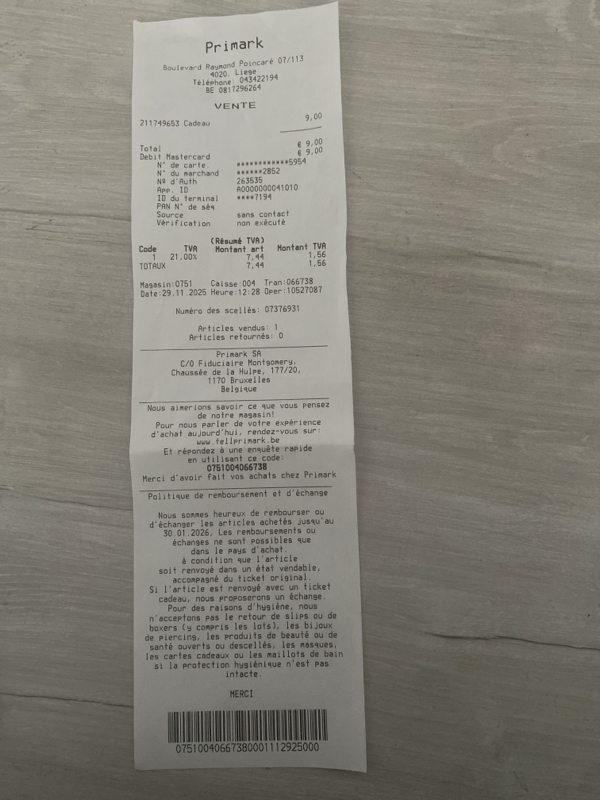 Primark
Boulevard Raymond Poincaré 07/113
4020, Liege
Téléphone: 043422194
BE 0817296264
VENTE
211749653 Cadeau 9,00
Total € 9,00
Debit Mastercard € 9,00
N° de carte. ************5954
N° du marchand ******2852
Nº d'Auth 263535
App. ID A0000000041010
ID du terminal ****7194
PAN N° de séq
Source sans contact
Vérification non exécuté
(Résumé TVA)
Code TVA Montant art Montant TVA
1 21,00% 7,44 1,56
TOTAUX 7,44 1,56
Magasin:0751 Caisse:004 Tran:066738
Date:29.11.2025 Heure:12:28 Oper:10527087
Numéro des scellés: 07376931
Articles vendus: 1
Articles retournés: 0
Primark SA
C/O Fiduciaire Montgomery,
Chaussée de la Hulpe, 177/20,
1170 Bruxelles
Belgique
Nous aimerions savoir ce que vous pensez
de notre magasin!
Pour nous parler de votre expérience
d'achat aujourd'hui, rendez-vous sur:
www.tellprimark.be
Et répondez à une enquête rapide
en utilisant ce code:
0751004066738
Merci d'avoir fait vos achats chez Primark
Politique de remboursement et d'échange
Nous sommes heureux de rembourser ou
d'échanger les articles achetés jusqu'au
30.01.2026, Les remboursements ou
échanges ne sont possibles que
dans le pays d'achat.
à condition que l'article
soit renvoyé dans un état vendable,
accompagné du ticket original.
Si l'article est renvoyé avec un ticket
cadeau, nous proposerons un échange.
Pour des raisons d'hygiène, nous
n'acceptons pas le retour de slips ou de
boxers (y compris les lots), les bijoux
de piercing, les produits de beauté ou de
santé ouverts ou descellés, les masques,
les cartes cadeaux ou les maillots de bain
si la protection hygiénique n'est pas
intacte.
MERCI
07510040667380001112925000